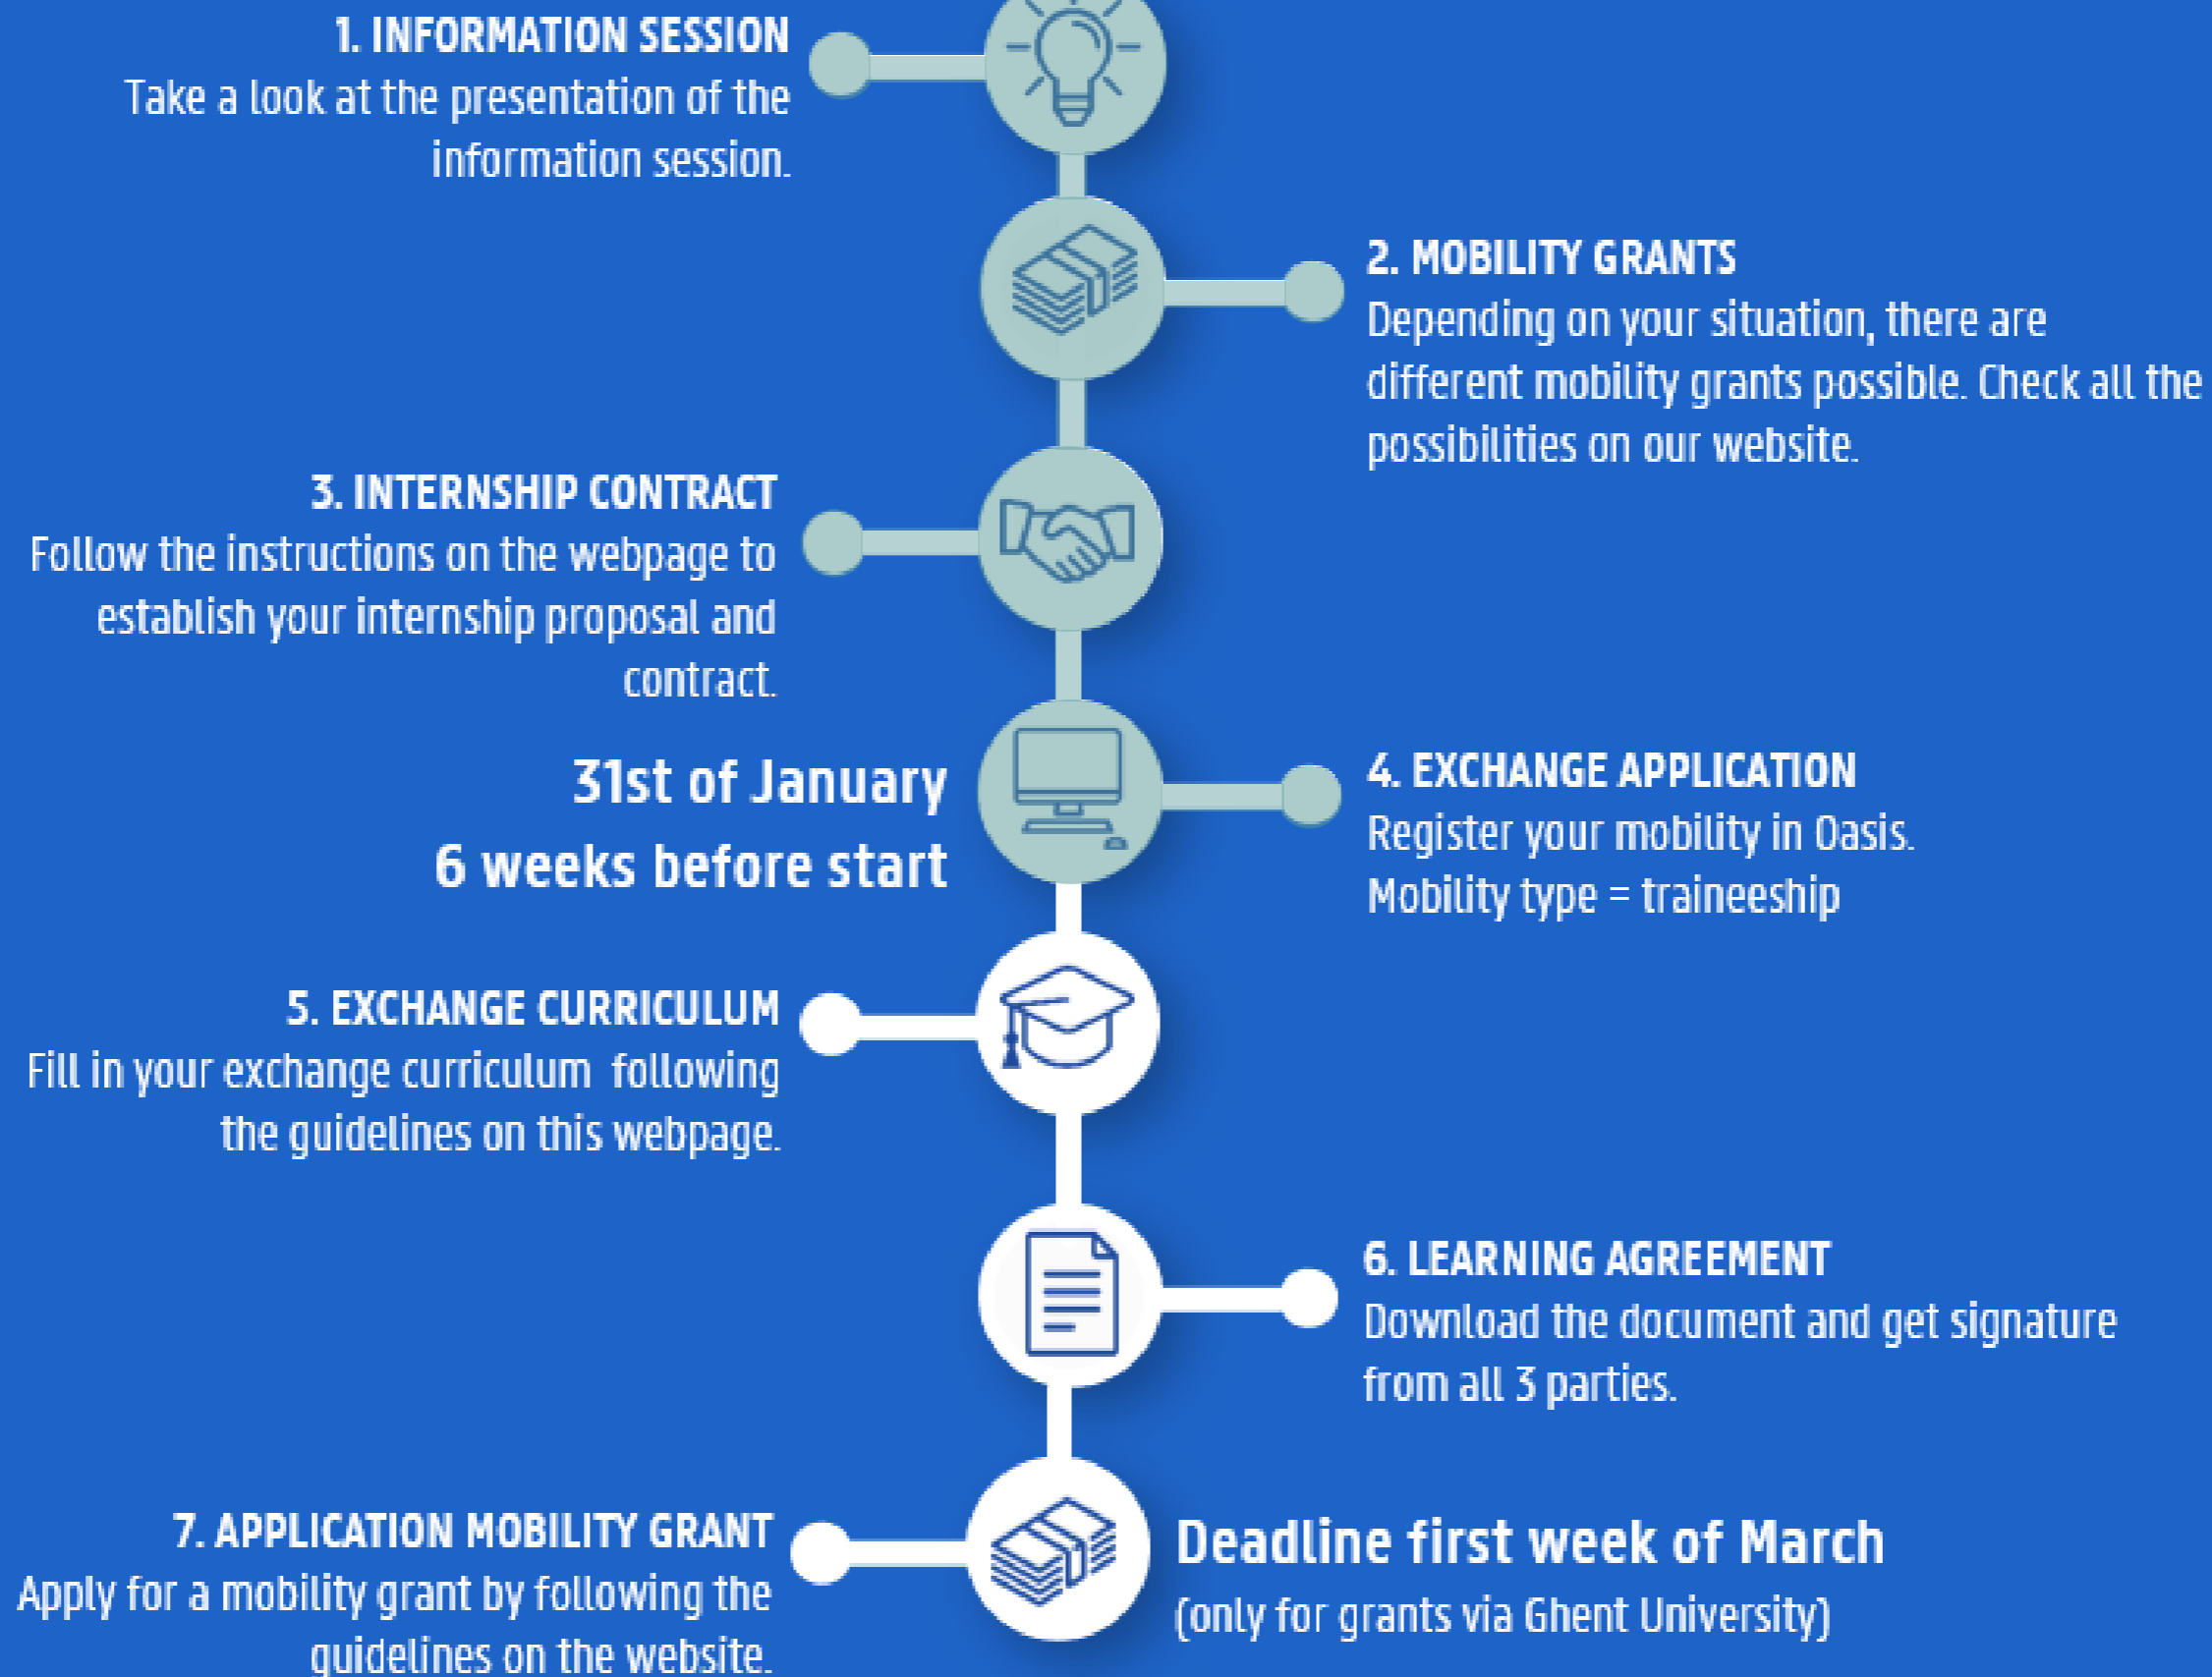 1. INFORMATION SESSION
Take a look at the presentation of the
information session.
2. MOBILITY GRANTS
Depending on your situation, there are
different mobility grants possible. Check all the
possibilities on our website.
3. INTERNSHIP CONTRACT
Follow the instructions on the webpage to
establish your internship proposal and
contract.
31st of January
6 weeks before start
4. EXCHANGE APPLICATION
Register your mobility in Oasis.
Mobility type = traineeship
5. EXCHANGE CURRICULUM
Fill in your exchange curriculum  following
the guidelines on this webpage.
6. LEARNING AGREEMENT
Download the document and get signature
from all 3 parties.
7. APPLICATION MOBILITY GRANT
Apply for a mobility grant by following the
guidelines on the website.
Deadline first week of March
(only for grants via Ghent University)